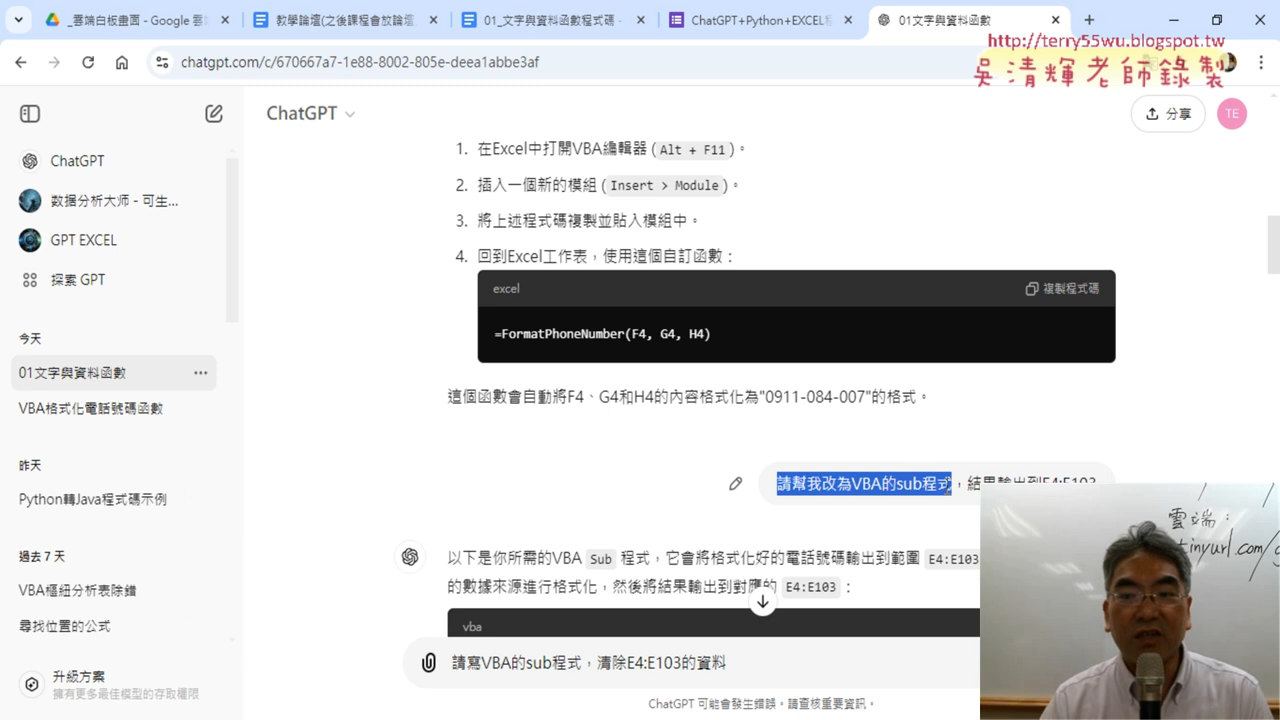 _雲端白板畫面 - Google 雲
教學論壇(之後課程會放論壇
01_文字與資料函數程式碼 -
ChatGPT+Python+EXCEL
01文字與資料函數
http://terry55wu.blogspot.tw
chatgpt.com/c/670667a7-1e88-8002-805e-deea1abbe3af
吳清輝老師錄製
ChatGPT
分享
TE
ChatGPT
数据分析大师 - 可生...
GPT EXCEL
探索 GPT
今天
01文字與資料函數
VBA格式化電話號碼函數
昨天
Python轉Java程式碼示例
過去 7 天
VBA樞紐分析表除錯
尋找位置的公式
升級方案
擁有更多最佳模型的存取權限
1. 在Excel中打開VBA編輯器 (Alt + F11)。
2. 插入一個新的模組 (Insert > Module)。
3. 將上述程式碼複製並貼入模組中。
4. 回到Excel工作表，使用這個自訂函數：
excel
複製程式碼
=FormatPhoneNumber(F4, G4, H4)
這個函數會自動將F4、G4和H4的內容格式化為"0911-084-007"的格式。
請幫我改為VBA的sub程式，結果輸出到E4:E103
以下是你所需的VBA Sub 程式，它會將格式化好的電話號碼輸出到範圍 E4:E103
的數據來源進行格式化，然後將結果輸出到對應的 E4:E103：
vba
請寫VBA的sub程式，清除E4:E103的資料
ChatGPT 可能會發生錯誤。請查核重要資訊。
雲端:
tinyurl.com/